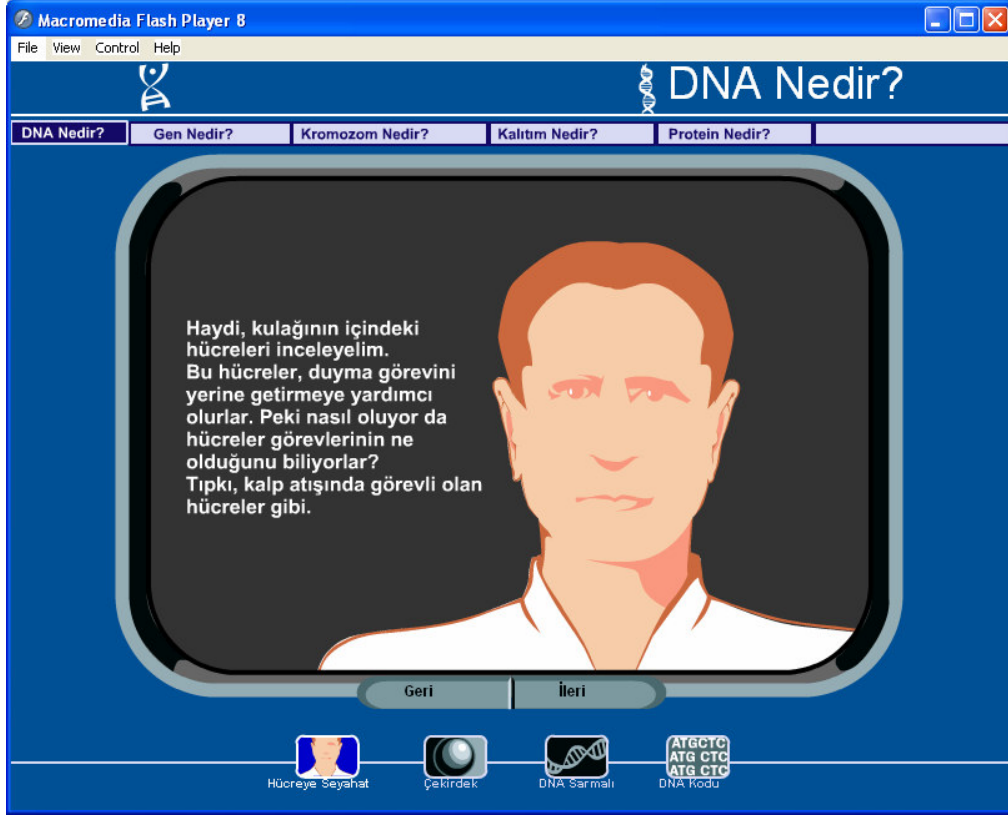 Macromedia Flash Player 8
File View Control Help
DNA Nedir?
DNA Nedir? Gen Nedir? Kromozom Nedir? Kalıtım Nedir? Protein Nedir?
Haydi, kulağının içindeki
hücreleri inceleyelim.
Bu hücreler, duyma görevini
yerine getirmeye yardımcı
olurlar. Peki nasıl oluyor da
hücreler görevlerinin ne
olduğunu biliyorlar?
Tıpkı, kalp atışında görevli olan
hücreler gibi.
Geri İleri
ATGCTC
ATG CTC
ATG CTC
Hücreye Seyahat Çekirdek DNA Sarmalı DNA Kodu